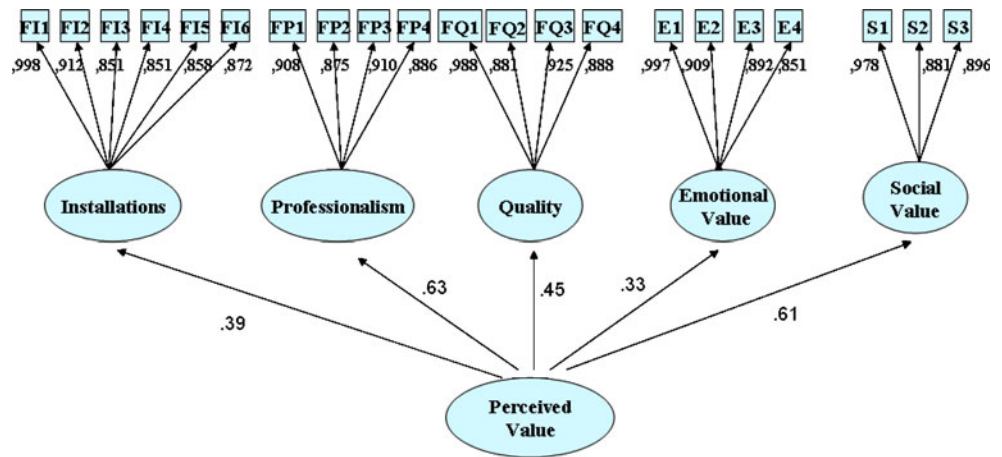 FI1 FI2 FI3 FI4 FI5 FI6 FP1 FP2 FP3 FP4 FQ1 FQ2 FQ3 FQ4 E1 E2 E3 E4 S1 S2 S3
,998 ,912 ,851 ,851 ,858 ,872 ,908 ,875 ,910 ,886 ,988 ,881 ,925 ,888 ,997 ,909 ,892 ,851 ,978 ,881 ,896
Installations
Professionalism
Quality
Emotional
Value
Social
Value
.39
.63
.45
.33
.61
Perceived
Value